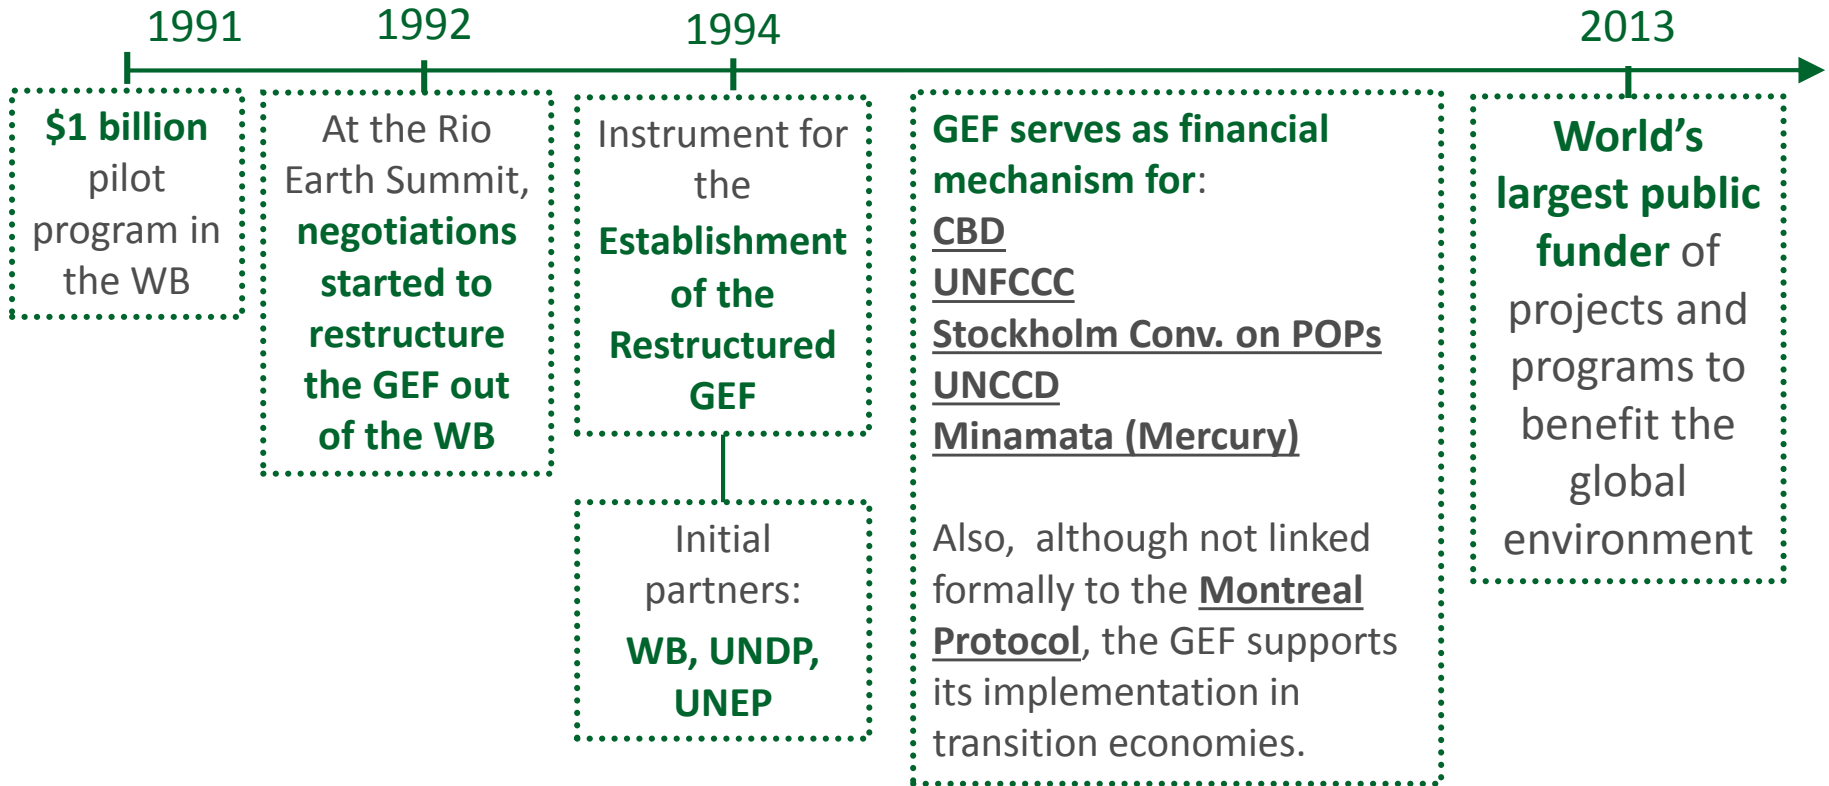 1991
1992
1994
2013
$1 billion
pilot
program in
the WB
At the Rio
Earth Summit,
negotiations
started to
restructure
the GEF out
of the WB
Instrument for
the
Establishment
of the
Restructured
GEF
Initial
partners:
WB, UNDP,
UNEP
GEF serves as financial
mechanism for:
CBD
UNFCCC
Stockholm Conv. on POPs
UNCCD
Minamata (Mercury)
Also, although not linked
formally to the Montreal
Protocol, the GEF supports
its implementation in
transition economies.
World’s
largest public
funder of
projects and
programs to
benefit the
global
environment